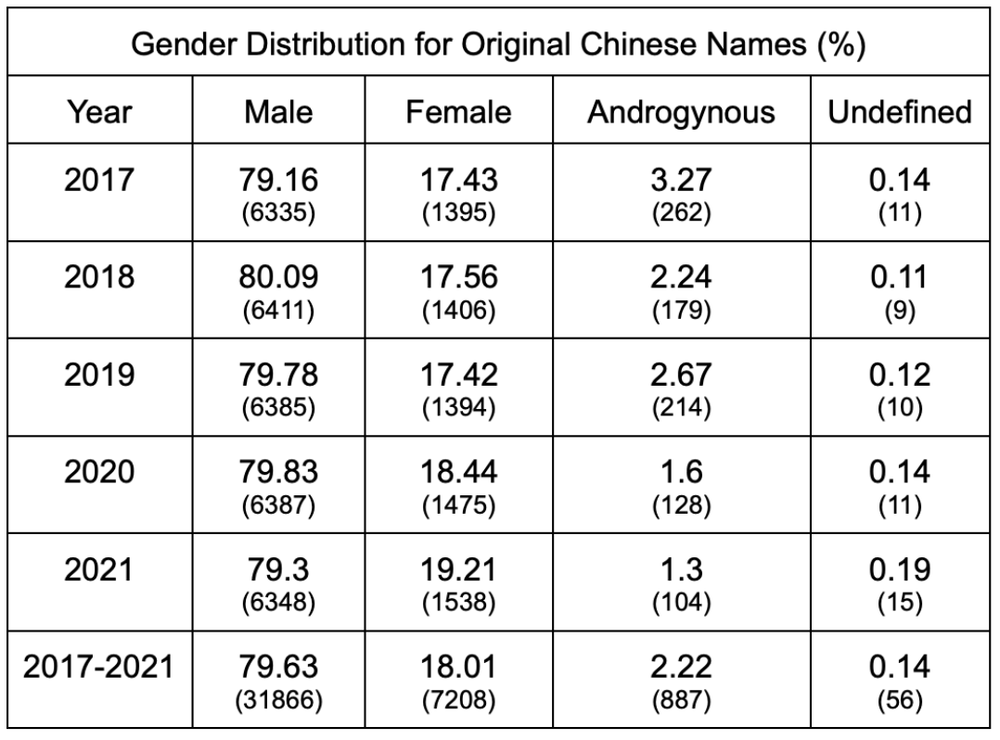 Gender Distribution for Original Chinese Names (%)
Year Male Female Androgynous Undefined
2017 79.16 17.43 3.27 0.14
(6335) (1395) (262) (11)
2018 80.09 17.56 2.24 0.11
(6411) (1406) (179) (9)
2019 79.78 17.42 2.67 0.12
(6385) (1394) (214) (10)
2020 79.83 18.44 1.6 0.14
(6387) (1475) (128) (11)
2021 79.3 19.21 1.3 0.19
(6348) (1538) (104) (15)
2017-2021 79.63 18.01 2.22 0.14
(31866) (7208) (887) (56)